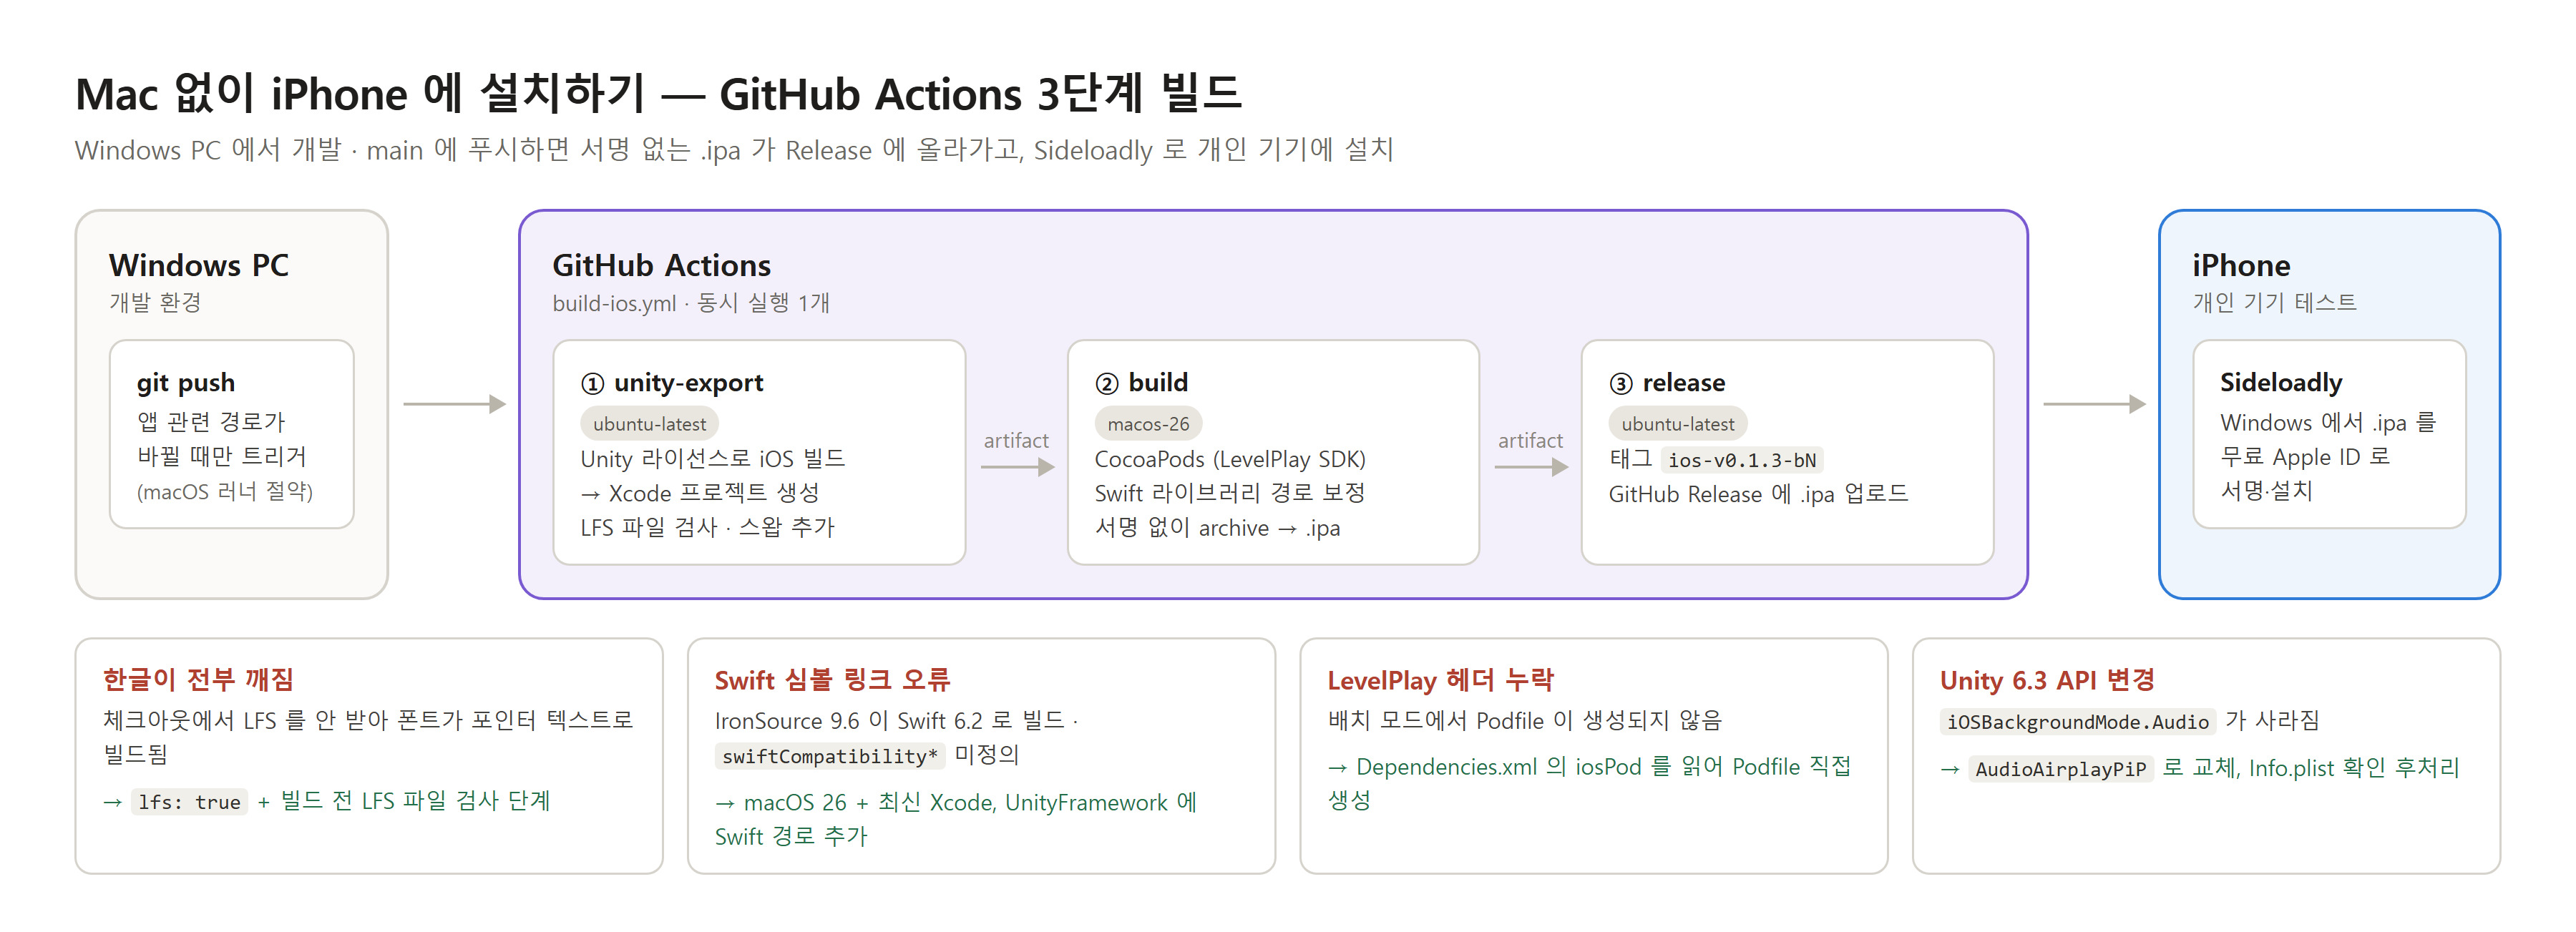 Mac 없이 iPhone 에 설치하기 — GitHub Actions 3단계 빌드
Windows PC 에서 개발 · main 에 푸시하면 서명 없는 .ipa 가 Release 에 올라가고, Sideloadly 로 개인 기기에 설치
Windows PC
개발 환경
git push
앱 관련 경로가
바뀔 때만 트리거
(macOS 러너 절약)
GitHub Actions
build-ios.yml · 동시 실행 1개
① unity-export
ubuntu-latest
Unity 라이선스로 iOS 빌드
→ Xcode 프로젝트 생성
LFS 파일 검사 · 스왑 추가
artifact
② build
macos-26
CocoaPods (LevelPlay SDK)
Swift 라이브러리 경로 보정
서명 없이 archive → .ipa
artifact
③ release
ubuntu-latest
태그 ios-v0.1.3-bN
GitHub Release 에 .ipa 업로드
iPhone
개인 기기 테스트
Sideloadly
Windows 에서 .ipa 를
무료 Apple ID 로
서명·설치
한글이 전부 깨짐
체크아웃에서 LFS 를 안 받아 폰트가 포인터 텍스트로
빌드됨
→ lfs: true + 빌드 전 LFS 파일 검사 단계
Swift 심볼 링크 오류
IronSource 9.6 이 Swift 6.2 로 빌드 ·
swiftCompatibility* 미정의
→ macOS 26 + 최신 Xcode, UnityFramework 에
Swift 경로 추가
LevelPlay 헤더 누락
배치 모드에서 Podfile 이 생성되지 않음
→ Dependencies.xml 의 iosPod 를 읽어 Podfile 직접
생성
Unity 6.3 API 변경
iOSBackgroundMode.Audio 가 사라짐
→ AudioAirplayPiP 로 교체, Info.plist 확인 후처리